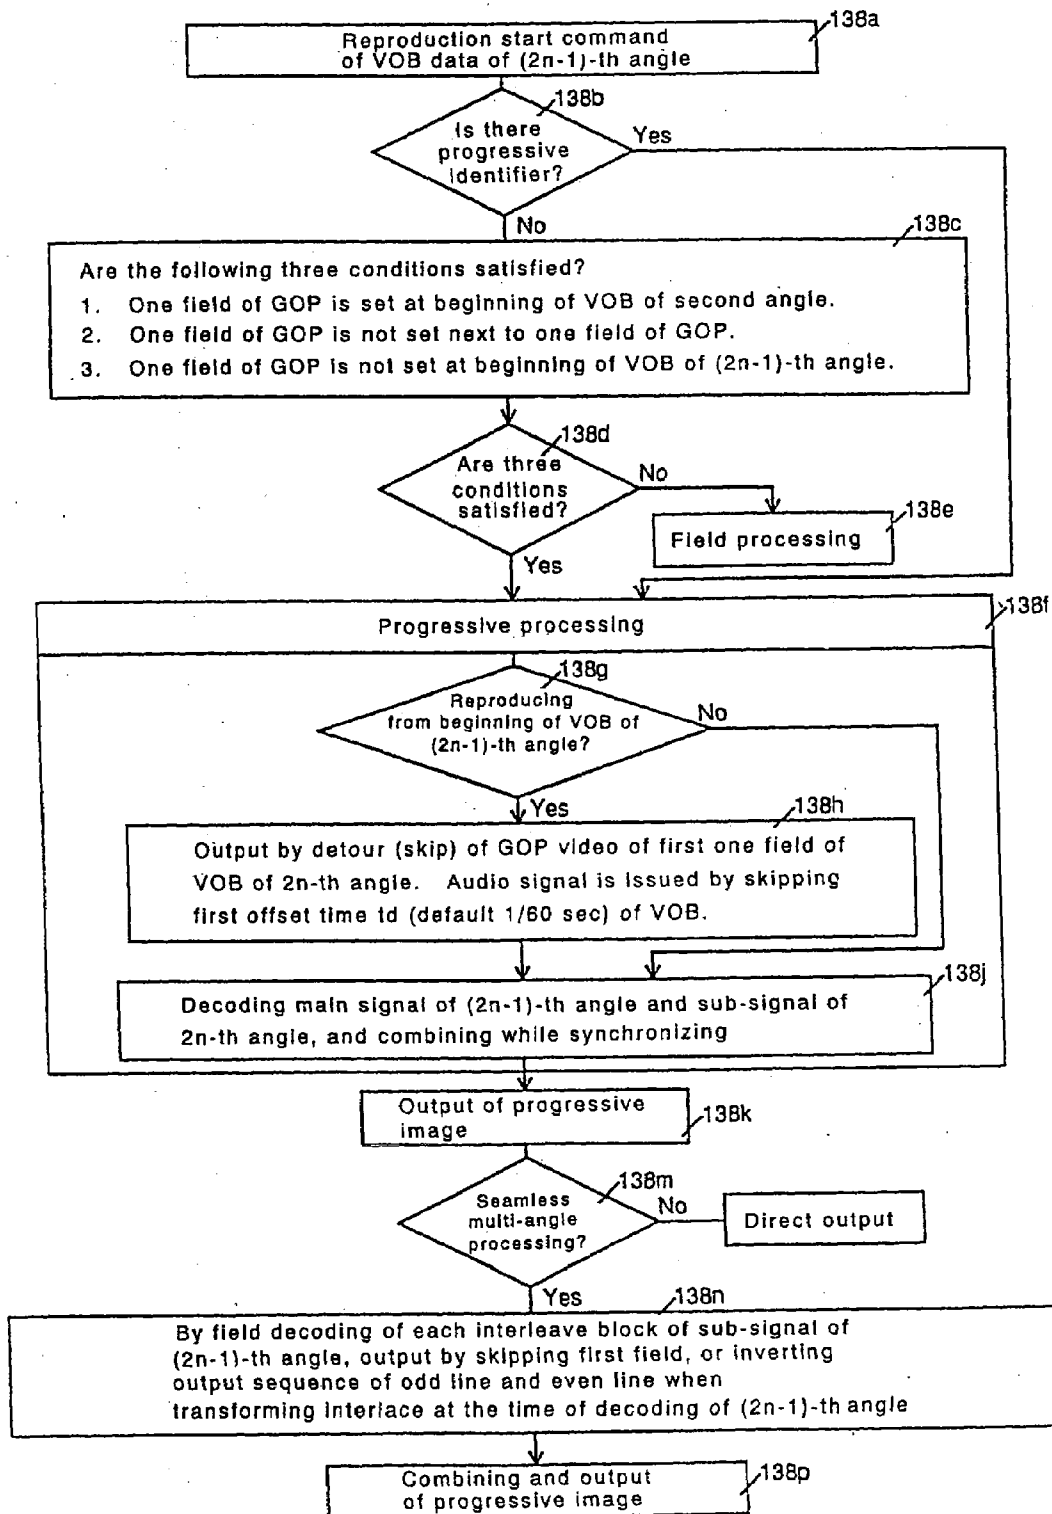 138a
Reproduction start command
of VOB data of (2n-1)-th angle
138b
Is there
progressive
identifier?
Yes
No
138c
Are the following three conditions satisfied?
1. One field of GOP is set at beginning of VOB of second angle.
2. One field of GOP is not set next to one field of GOP.
3. One field of GOP is not set at beginning of VOB of (2n-1)-th angle.
138d
Are three
conditions
satisfied?
No
138e
Field processing
Yes
138f
Progressive processing
138g
Reproducing
from beginning of VOB of
(2n-1)-th angle?
No
Yes
138h
Output by detour (skip) of GOP video of first one field of
VOB of 2n-th angle. Audio signal is issued by skipping
first offset time td (default 1/60 sec) of VOB.
138j
Decoding main signal of (2n-1)-th angle and sub-signal of
2n-th angle, and combining while synchronizing
Output of progressive
image
138k
138m
Seamless
multi-angle
processing?
No
Direct output
Yes
138n
By field decoding of each interleave block of sub-signal of
(2n-1)-th angle, output by skipping first field, or inverting
output sequence of odd line and even line when
transforming interlace at the time of decoding of (2n-1)-th angle
138p
Combining and output
of progressive image